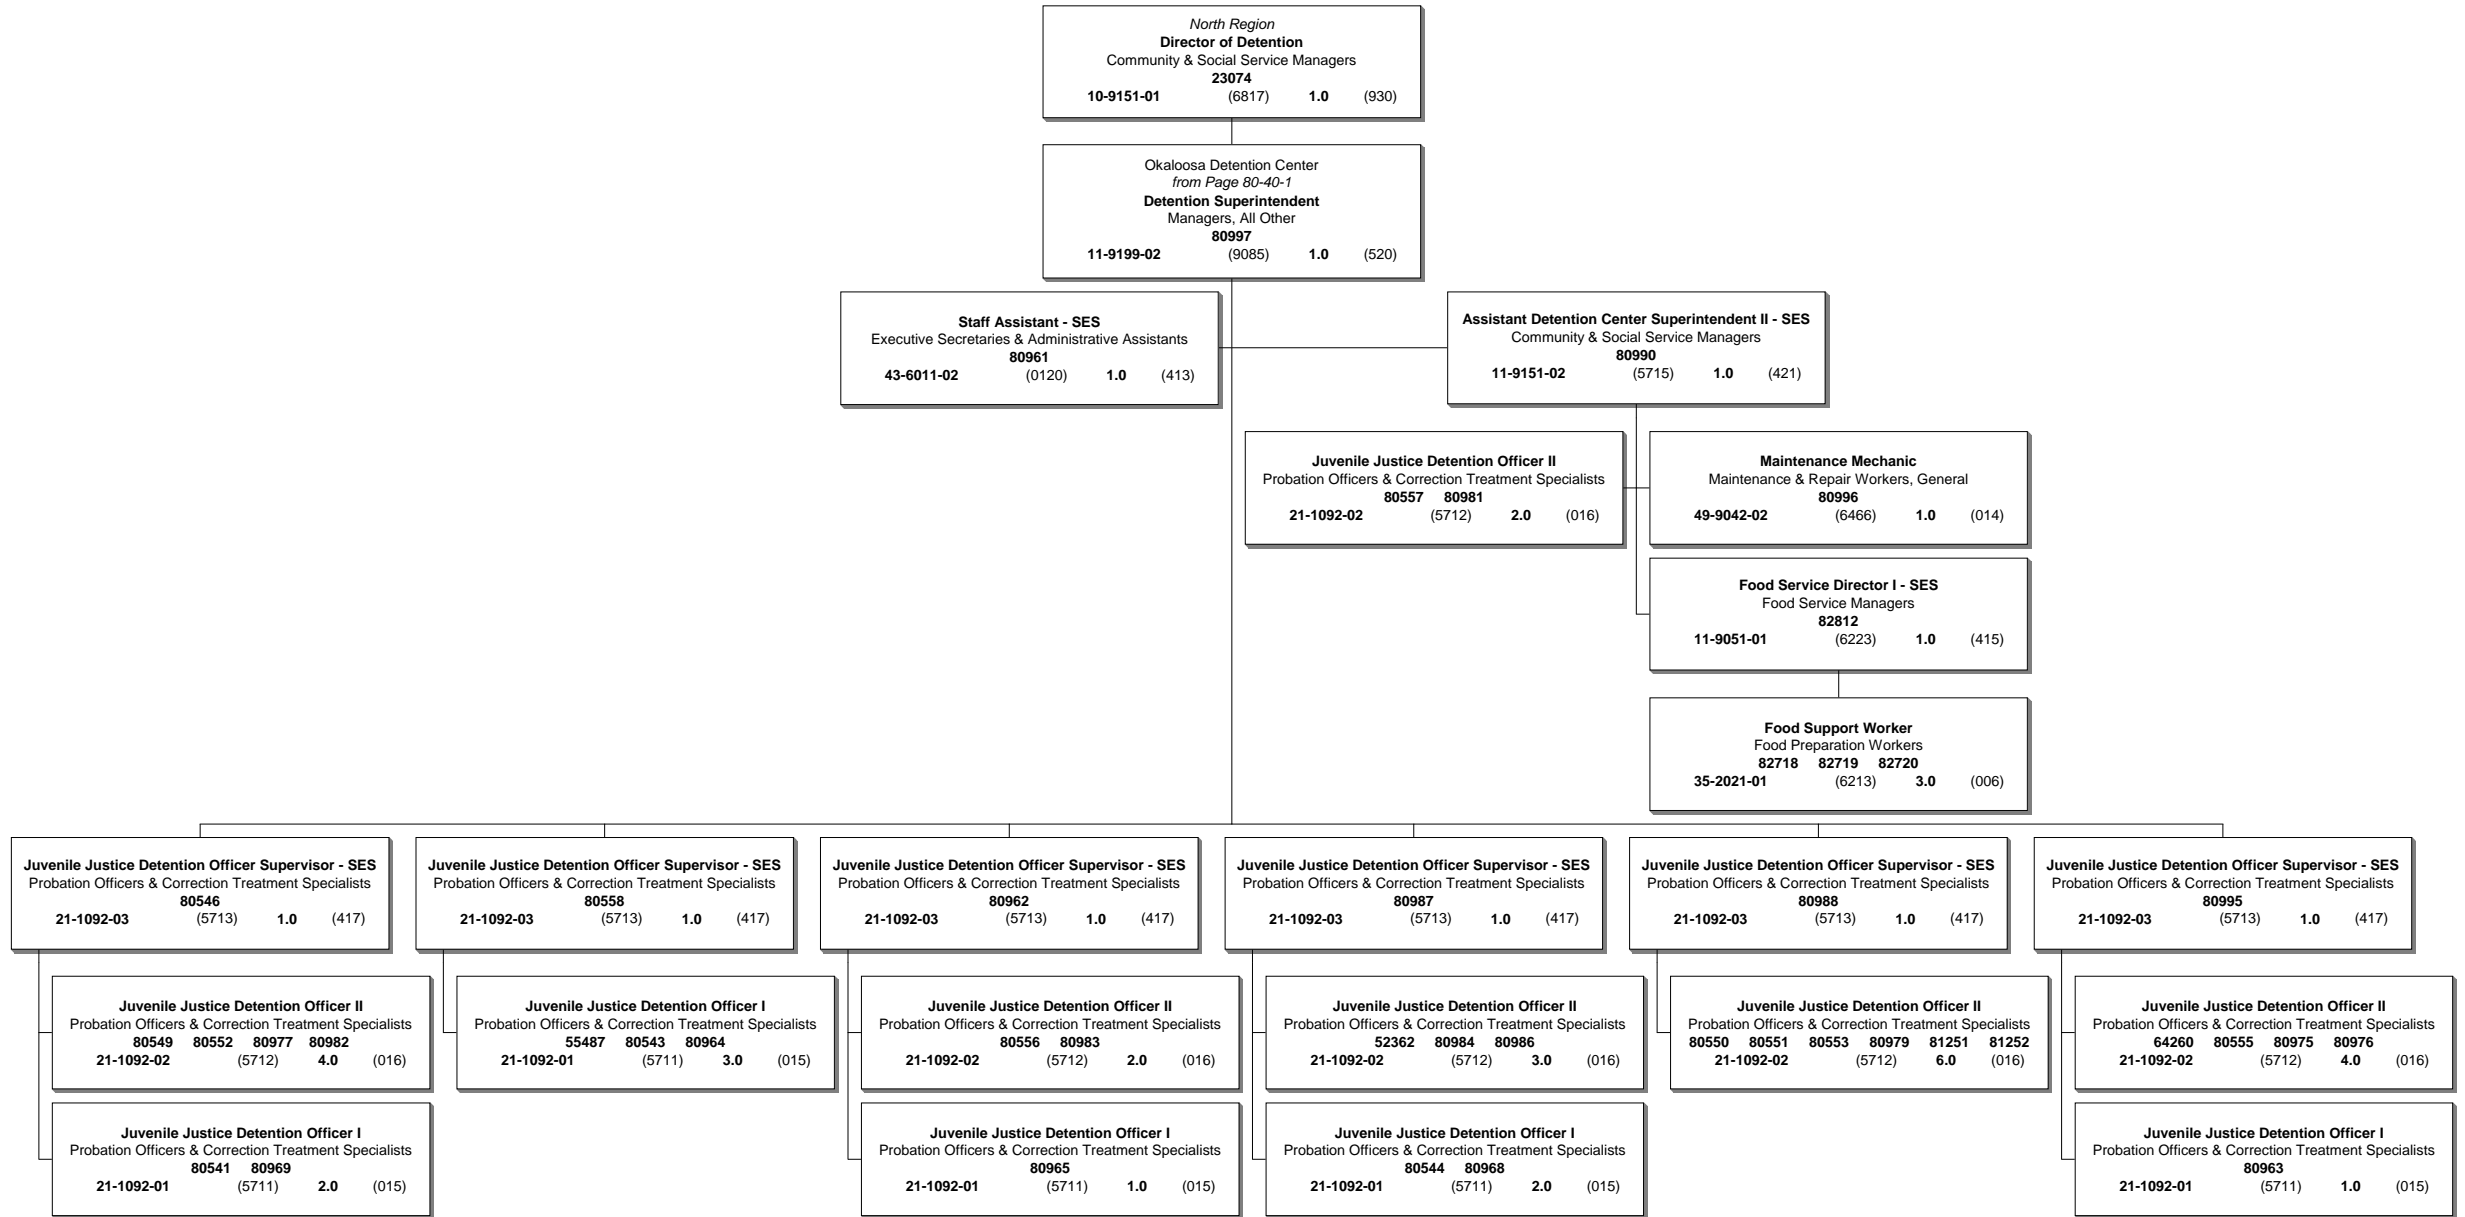 North Region
Director of Detention
Community & Social Service Managers
23074
10-9151-01 (6817) 1.0 (930)
Okaloosa Detention Center
from Page 80-40-1
Detention Superintendent
Managers, All Other
80997
11-9199-02 (9085) 1.0 (520)
Staff Assistant - SES
Executive Secretaries & Administrative Assistants
80961
43-6011-02 (0120) 1.0 (413)
Assistant Detention Center Superintendent II - SES
Community & Social Service Managers
80990
11-9151-02 (5715) 1.0 (421)
Juvenile Justice Detention Officer II
Probation Officers & Correction Treatment Specialists
80557 80981
21-1092-02 (5712) 2.0 (016)
Maintenance Mechanic
Maintenance & Repair Workers, General
80996
49-9042-02 (6466) 1.0 (014)
Food Service Director I - SES
Food Service Managers
82812
11-9051-01 (6223) 1.0 (415)
Food Support Worker
Food Preparation Workers
82718 82719 82720
35-2021-01 (6213) 3.0 (006)
Juvenile Justice Detention Officer Supervisor - SES
Probation Officers & Correction Treatment Specialists
80546
21-1092-03 (5713) 1.0 (417)
Juvenile Justice Detention Officer II
Probation Officers & Correction Treatment Specialists
80549 80552 80977 80982
21-1092-02 (5712) 4.0 (016)
Juvenile Justice Detention Officer I
Probation Officers & Correction Treatment Specialists
80541 80969
21-1092-01 (5711) 2.0 (015)
Juvenile Justice Detention Officer Supervisor - SES
Probation Officers & Correction Treatment Specialists
80558
21-1092-03 (5713) 1.0 (417)
Juvenile Justice Detention Officer I
Probation Officers & Correction Treatment Specialists
55487 80543 80964
21-1092-01 (5711) 3.0 (015)
Juvenile Justice Detention Officer Supervisor - SES
Probation Officers & Correction Treatment Specialists
80962
21-1092-03 (5713) 1.0 (417)
Juvenile Justice Detention Officer II
Probation Officers & Correction Treatment Specialists
80556 80983
21-1092-02 (5712) 2.0 (016)
Juvenile Justice Detention Officer I
Probation Officers & Correction Treatment Specialists
80965
21-1092-01 (5711) 1.0 (015)
Juvenile Justice Detention Officer Supervisor - SES
Probation Officers & Correction Treatment Specialists
80987
21-1092-03 (5713) 1.0 (417)
Juvenile Justice Detention Officer II
Probation Officers & Correction Treatment Specialists
52362 80984 80986
21-1092-02 (5712) 3.0 (016)
Juvenile Justice Detention Officer I
Probation Officers & Correction Treatment Specialists
80544 80968
21-1092-01 (5711) 2.0 (015)
Juvenile Justice Detention Officer Supervisor - SES
Probation Officers & Correction Treatment Specialists
80988
21-1092-03 (5713) 1.0 (417)
Juvenile Justice Detention Officer II
Probation Officers & Correction Treatment Specialists
80550 80551 80553 80979 81251 81252
21-1092-02 (5712) 6.0 (016)
Juvenile Justice Detention Officer Supervisor - SES
Probation Officers & Correction Treatment Specialists
80995
21-1092-03 (5713) 1.0 (417)
Juvenile Justice Detention Officer II
Probation Officers & Correction Treatment Specialists
64260 80555 80975 80976
21-1092-02 (5712) 4.0 (016)
Juvenile Justice Detention Officer I
Probation Officers & Correction Treatment Specialists
80963
21-1092-01 (5711) 1.0 (015)